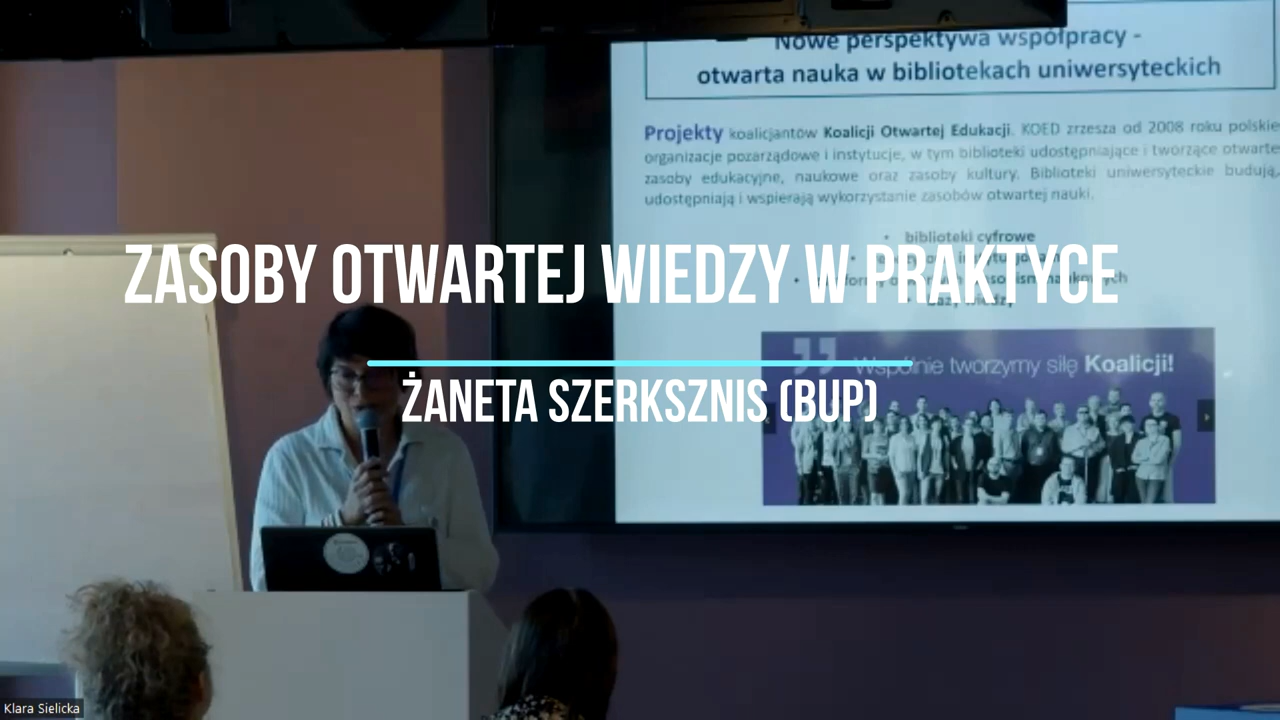 Nowe perspektywa współpracy -
otwarta nauka w bibliotekach uniwersyteckich
Projekty koalicjantów Koalicji Otwartej Edukacji. KOED zrzesza od 2008 roku polskie
organizacje pozarządowe i instytucje, w tym biblioteki udostępniające i tworzące otwarte
zasoby edukacyjne, naukowe oraz zasoby kultury. Biblioteki uniwersyteckie budują,
udostępniają i wspierają wykorzystanie zasobów otwartej nauki.
• biblioteki cyfrowe
• bazy wiedzy
ZASOBY OTWARTEJ WIEDZY W PRAKTYCE
Wspólnie tworzymy siłę Koalicji!
ŻANETA SZERKSZNIS (BUP)
Klara Sielicka